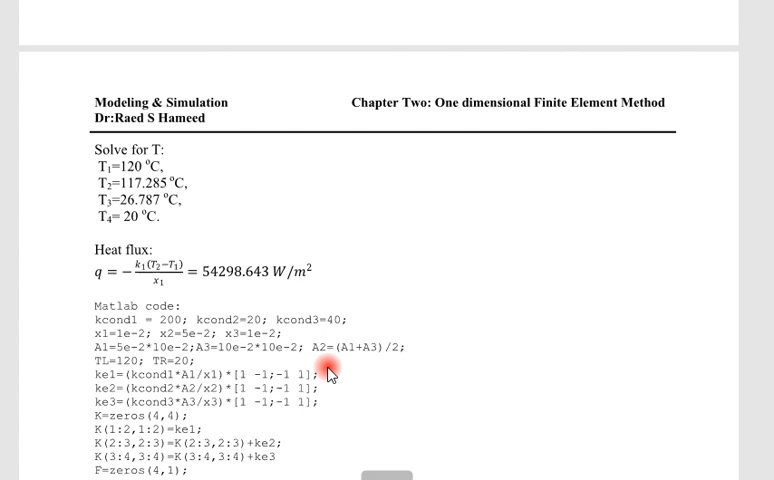 Modeling & Simulation
Chapter Two: One dimensional Finite Element Method
Dr:Raed S Hameed
Solve for T:
T₁=120 ⁰C,
T₂=117.285 ⁰C,
T₃=26.787 ⁰C,
T₄= 20 ⁰C.
Heat flux:
q = − k₁(T₂−T₁)/x₁ = 54298.643 W/m²
Matlab code:
kcond1 = 200; kcond2=20; kcond3=40;
x1=1e-2; x2=5e-2; x3=1e-2;
A1=5e-2*10e-2;A3=10e-2*10e-2; A2=(A1+A3)/2;
TL=120; TR=20;
ke1=(kcond1*A1/x1)*[1 -1;-1 1];
ke2=(kcond2*A2/x2)*[1 -1;-1 1];
ke3=(kcond3*A3/x3)*[1 -1;-1 1];
K=zeros(4,4);
K(1:2,1:2)=ke1;
K(2:3,2:3)=K(2:3,2:3)+ke2;
K(3:4,3:4)=K(3:4,3:4)+ke3
F=zeros(4,1);